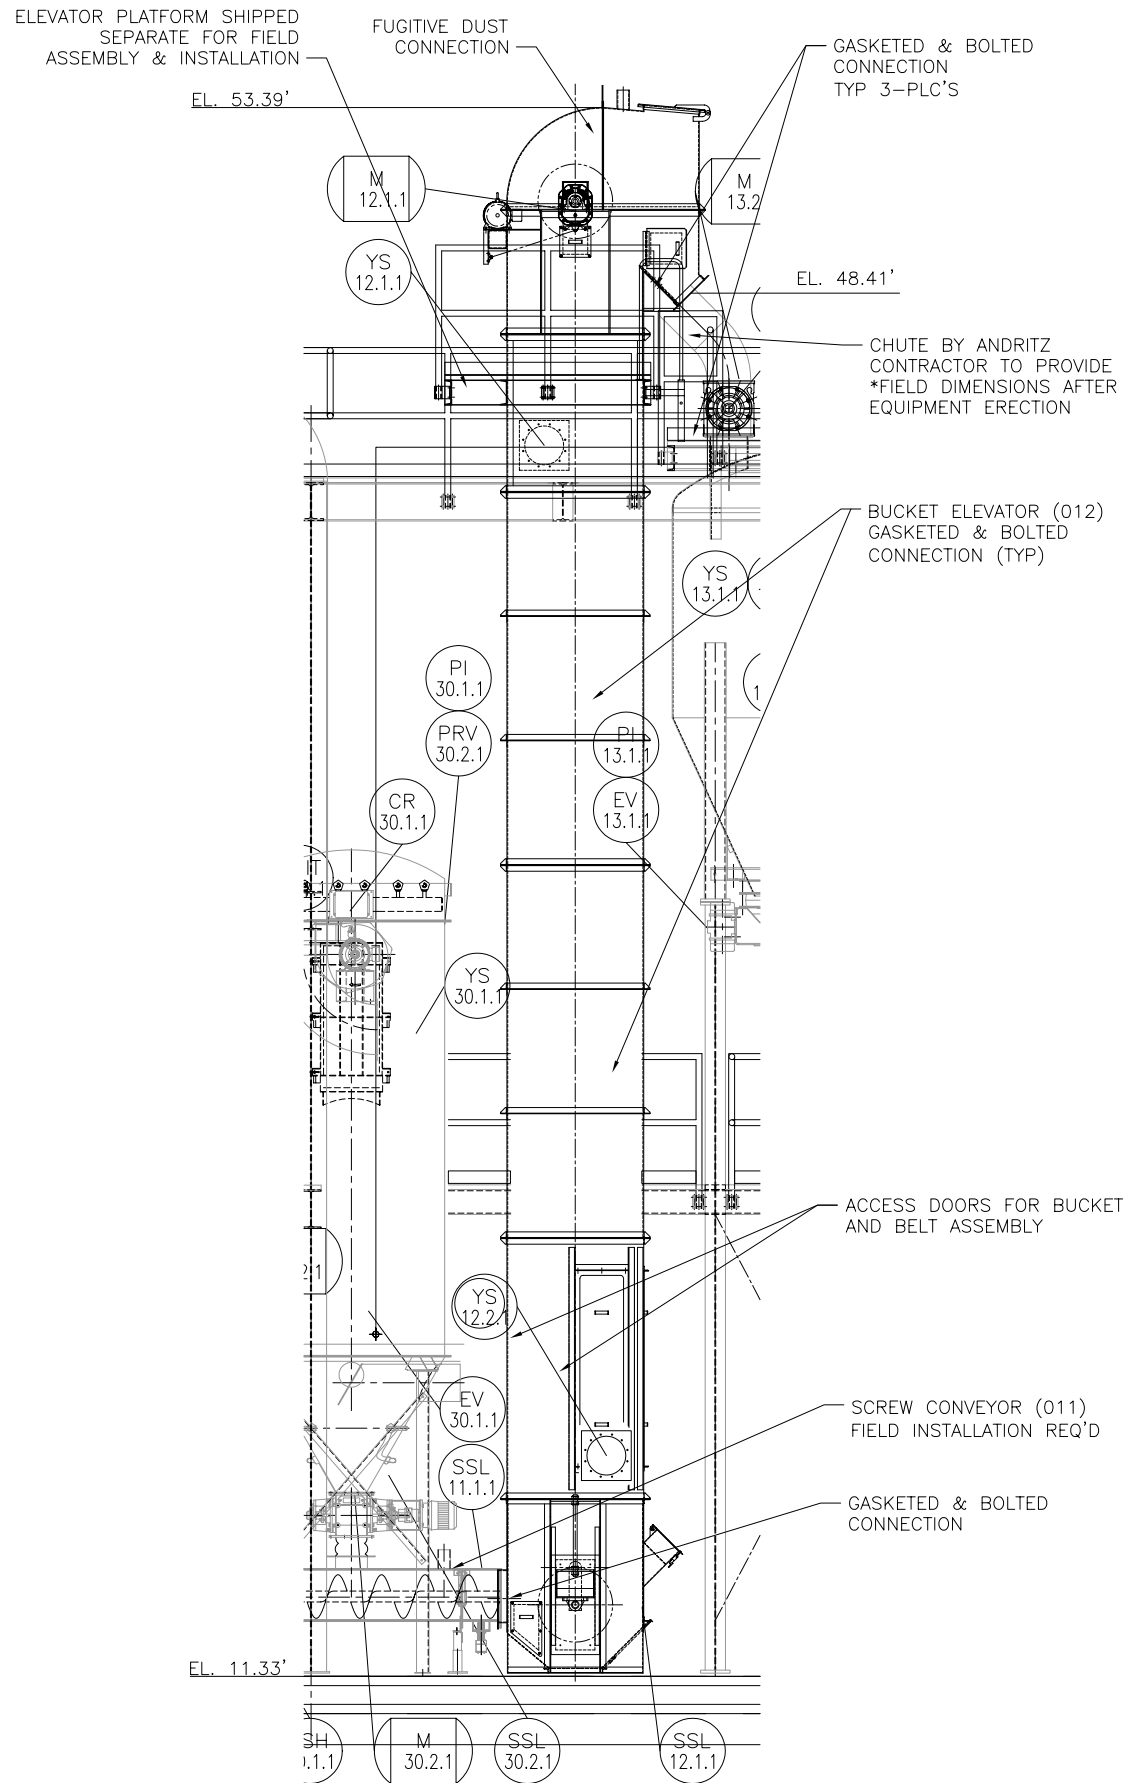 ELEVATOR PLATFORM SHIPPED
SEPARATE FOR FIELD
ASSEMBLY & INSTALLATION
FUGITIVE DUST
CONNECTION
GASKETED & BOLTED
CONNECTION
TYP 3-PLC'S
EL. 53.39'
M
12.1.1
M
13.2
YS
12.1.1
EL. 48.41'
CHUTE BY ANDRITZ
CONTRACTOR TO PROVIDE
*FIELD DIMENSIONS AFTER
EQUIPMENT ERECTION
BUCKET ELEVATOR (012)
GASKETED & BOLTED
CONNECTION (TYP)
YS
13.1.1
PI
30.1.1
1
PRV
30.2.1
PI
13.1.1
CR
30.1.1
EV
13.1.1
YS
30.1.1
ACCESS DOORS FOR BUCKET
AND BELT ASSEMBLY
YS
12.2.1
EV
30.1.1
SCREW CONVEYOR (011)
FIELD INSTALLATION REQ'D
SSL
11.1.1
GASKETED & BOLTED
CONNECTION
EL. 11.33'
SH
.1.1
M
30.2.1
SSL
30.2.1
SSL
12.1.1